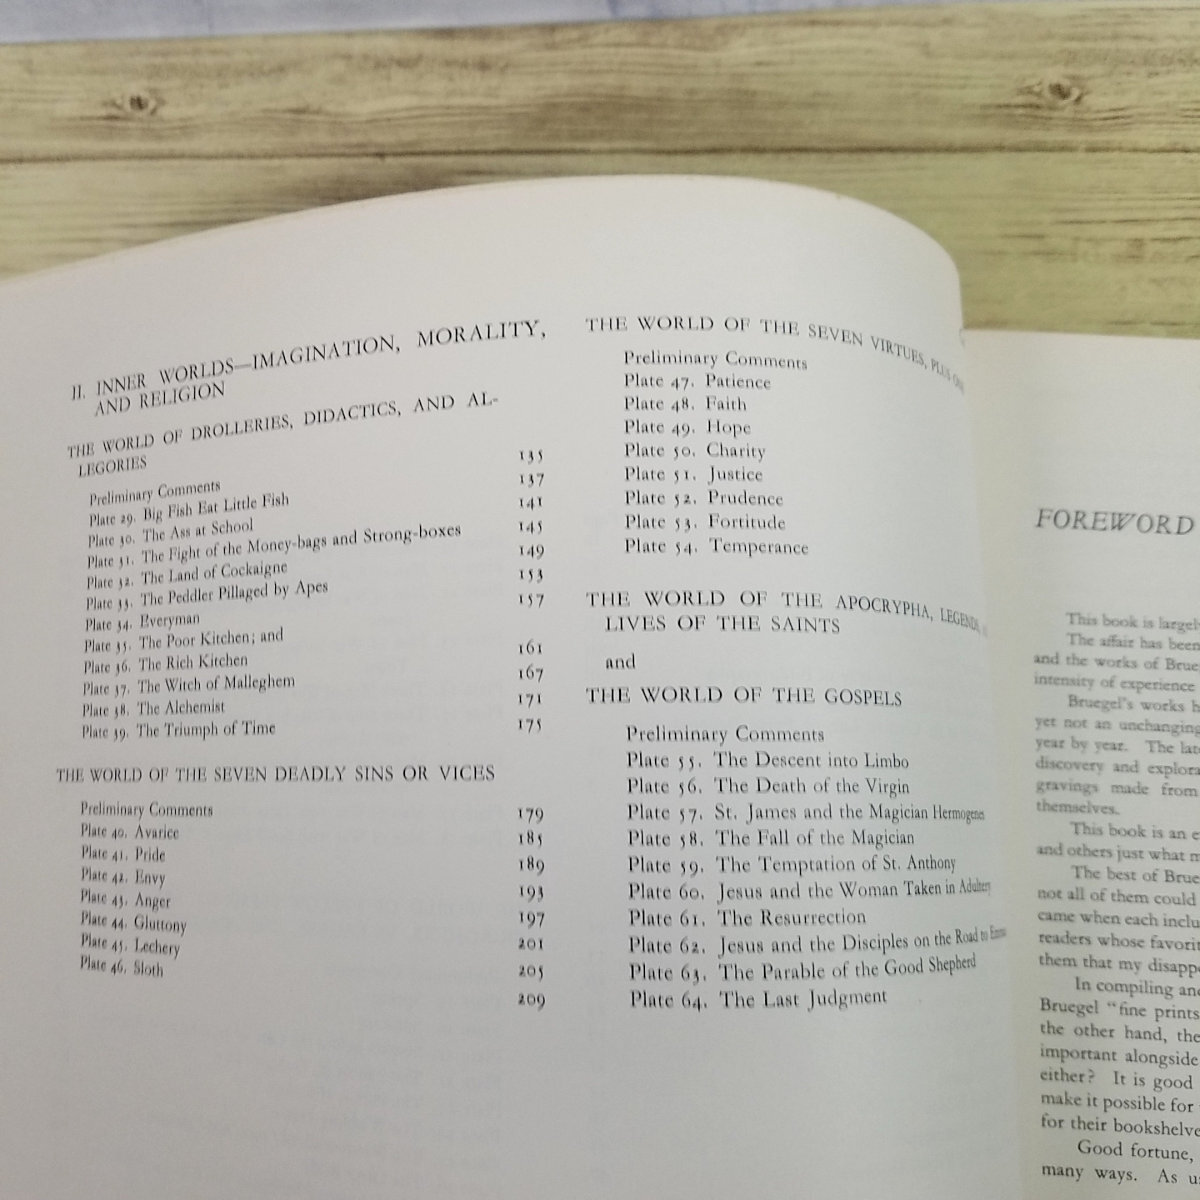 II. INNER WORLDS—IMAGINATION, MORALITY,
AND RELIGION
THE WORLD OF DROLLERIES, DIDACTICS, AND AL-
LEGORIES
Preliminary Comments 135
Plate 29. Big Fish Eat Little Fish 137
Plate 30. The Ass at School 141
Plate 31. The Fight of the Money-bags and Strong-boxes 145
Plate 32. The Land of Cockaigne 149
Plate 33. The Peddler Pillaged by Apes 153
Plate 34. Everyman 157
Plate 35. The Poor Kitchen; and
Plate 36. The Rich Kitchen 161
Plate 37. The Witch of Malleghem 167
Plate 38. The Alchemist 171
Plate 39. The Triumph of Time 175
THE WORLD OF THE SEVEN DEADLY SINS OR VICES
Preliminary Comments 179
Plate 40. Avarice 185
Plate 41. Pride 189
Plate 42. Envy 193
Plate 43. Anger 197
Plate 44. Gluttony 201
Plate 45. Lechery 205
Plate 46. Sloth 209
THE WORLD OF THE SEVEN VIRTUES, PLUS
Preliminary Comments
Plate 47. Patience
Plate 48. Faith
Plate 49. Hope
Plate 50. Charity
Plate 51. Justice
Plate 52. Prudence
Plate 53. Fortitude
Plate 54. Temperance
THE WORLD OF THE APOCRYPHA, LEGENDS,
LIVES OF THE SAINTS
and
THE WORLD OF THE GOSPELS
Preliminary Comments
Plate 55. The Descent into Limbo
Plate 56. The Death of the Virgin
Plate 57. St. James and the Magician Hermogenes
Plate 58. The Fall of the Magician
Plate 59. The Temptation of St. Anthony
Plate 60. Jesus and the Woman Taken in Adultery
Plate 61. The Resurrection
Plate 62. Jesus and the Disciples on the Road to
Plate 63. The Parable of the Good Shepherd
Plate 64. The Last Judgment
FOREWORD
This book is largel
The affair has been
and the works of Brue
intensity of experience
Bruegel's works h
yet not an unchanging
year by year. The lat
discovery and explora
gravings made from
themselves.
This book is an e
and others just what m
The best of Brue
not all of them could
came when each inclu
readers whose favorit
them that my disapp
In compiling and
Bruegel “fine prints
the other hand, the
important alongside
either? It is good
make it possible for
for their bookshelve
Good fortune,
many ways. As u